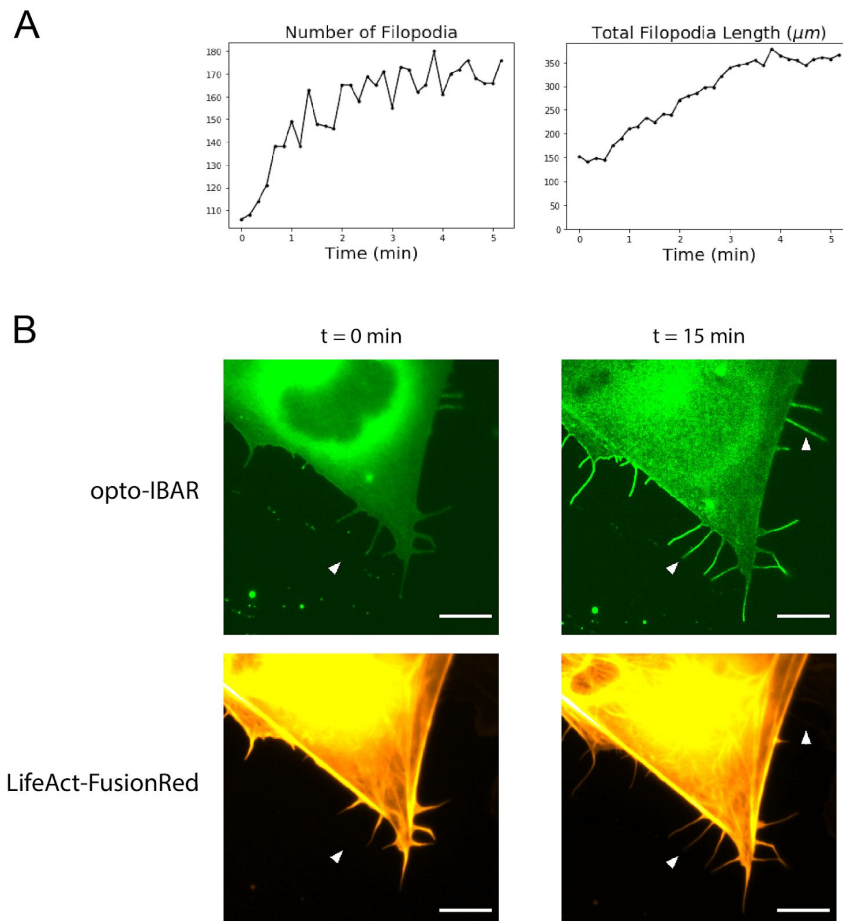 A
Number of Filopodia
180
170
160
150
140
130
120
110
0 1 2 3 4 5
Time (min)
Total Filopodia Length (μm)
350
300
250
200
150
100
50
0
0 1 2 3 4 5
Time (min)
B
t = 0 min
t = 15 min
opto-IBAR
LifeAct-FusionRed